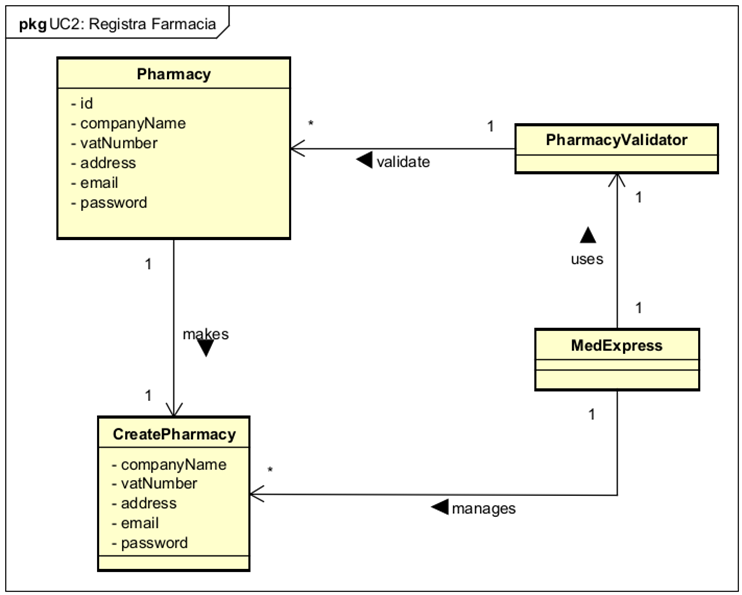 pkg UC2: Registra Farmacia
Pharmacy
- id
- companyName
- vatNumber
- address
- email
- password
* 1
validate
PharmacyValidator
1
uses
1
MedExpress
1
1
makes
1
CreatePharmacy
- companyName
- vatNumber
- address
- email
- password
*
manages